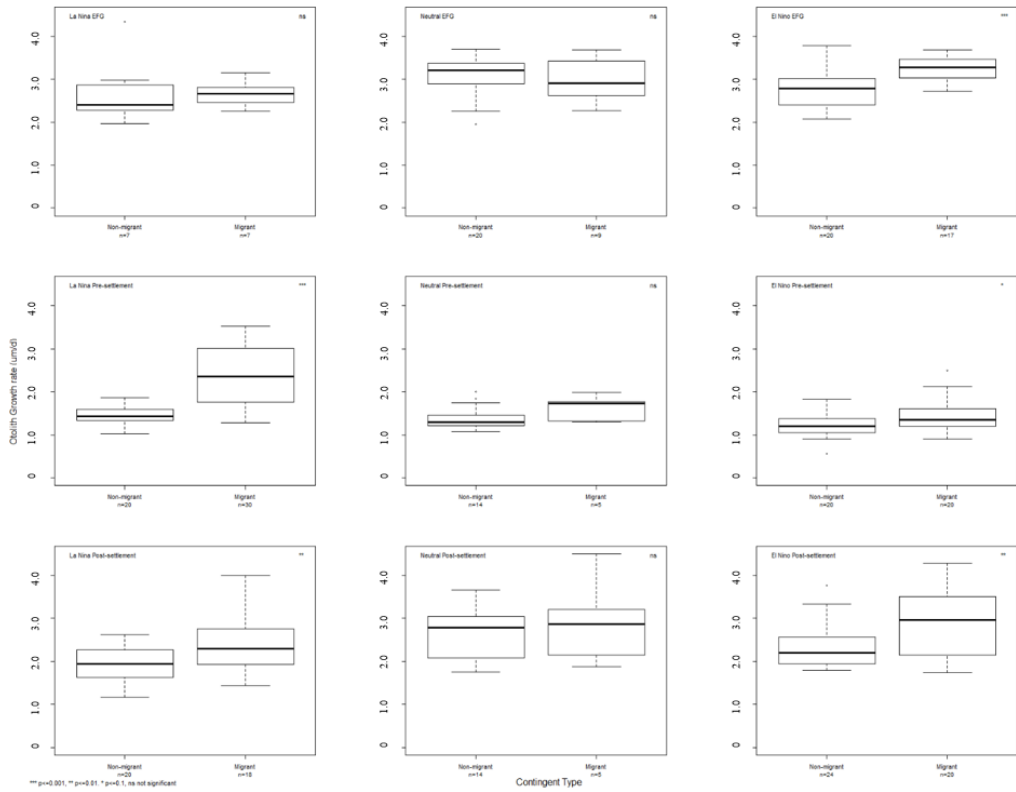 La Nina EFG ns
4.0
3.0
2.0
1.0
0
Non-migrant Migrant
n=7 n=7
Neutral EFG ns
4.0
3.0
2.0
1.0
0
Non-migrant Migrant
n=20 n=9
El Nino EFG ***
4.0
3.0
2.0
1.0
0
Non-migrant Migrant
n=17
Otolith Growth rate (um/d)
La Nina Pre-settlement ***
4.0
3.0
2.0
1.0
0
Non-migrant Migrant
n=20 n=30
Neutral Pre-settlement ns
4.0
3.0
2.0
1.0
0
Non-migrant Migrant
n=14 n=5
El Nino Pre-settlement *
4.0
3.0
2.0
1.0
0
Non-migrant Migrant
La Nina Post-settlement **
4.0
3.0
2.0
1.0
0
Non-migrant Migrant
n=20 n=18
Neutral Post-settlement ns
4.0
3.0
2.0
1.0
0
Non-migrant Migrant
n=14 n=5
El Nino Post-settlement **
4.0
3.0
2.0
1.0
0
Non-migrant Migrant
n=24
*** p<=0.001, ** p<=0.01, * p<=0.1, ns not significant
Contingent Type